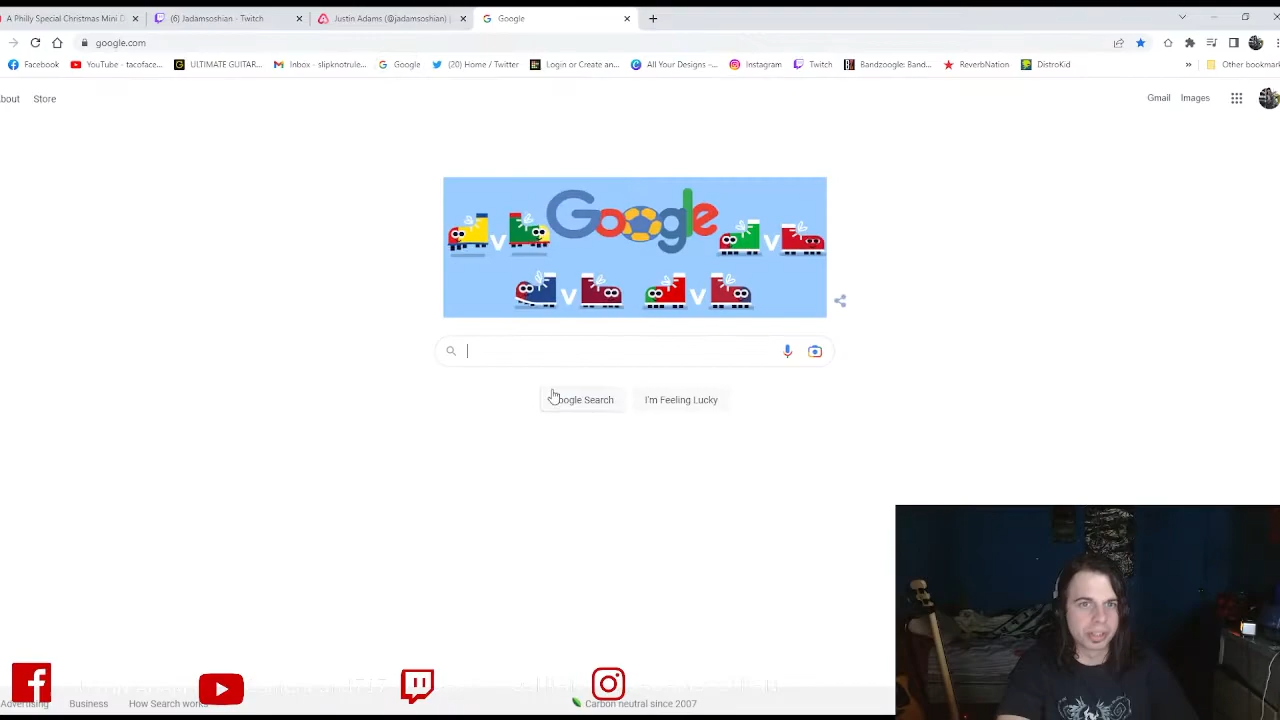 A Philly Special Christmas Mini D
(6) Jadamsoshian - Twitch
Justin Adams (@jadamsoshian) |
Google
google.com
Facebook
YouTube - tacoface...
ULTIMATE GUITAR...
Inbox - slipknotrule...
Google
(20) Home / Twitter
Login or Create an...
All Your Designs –...
Instagram
Twitch
Bandzoogle: Band...
ReverbNation
DistroKid
»
Other bookmar
bout
Store
Gmail
Images
Google
V
V
V
V
oogle Search
I'm Feeling Lucky
Advertising
Business
How Search works
Carbon neutral since 2007